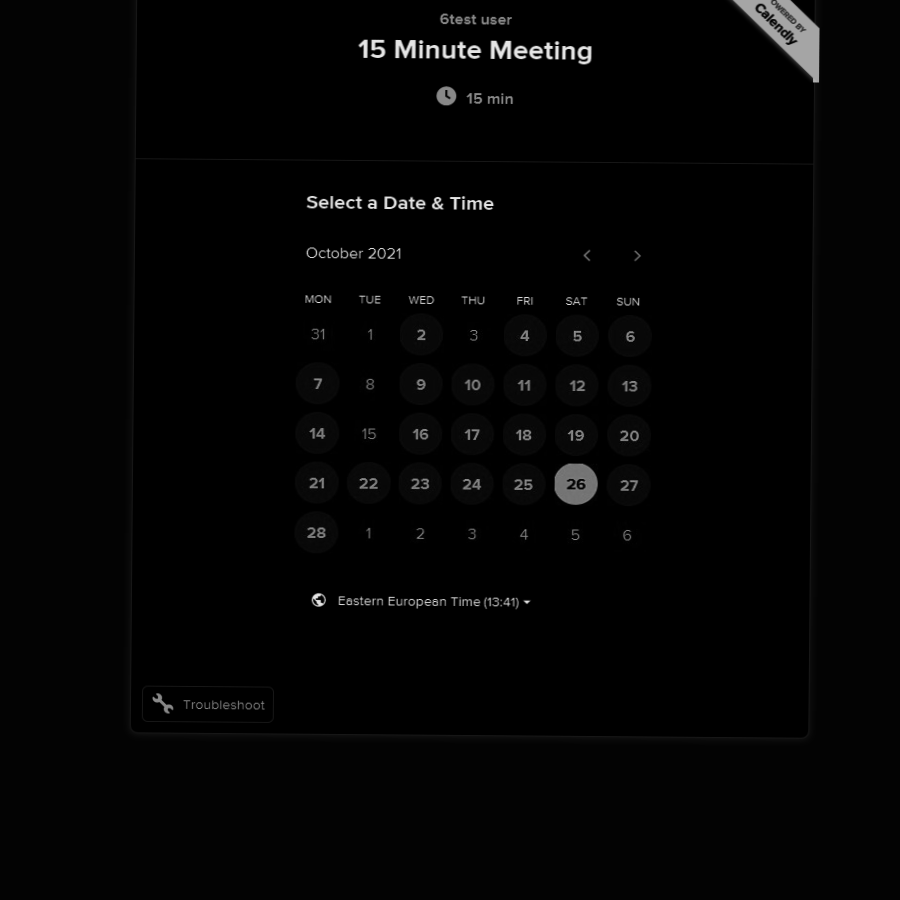 6test user
15 Minute Meeting
15 min
POWERED BY
Calendly
Select a Date & Time
October 2021
MON TUE WED THU FRI SAT SUN
31 1 2 3 4 5 6
7 8 9 10 11 12 13
14 15 16 17 18 19 20
21 22 23 24 25 26 27
28 1 2 3 4 5 6
Eastern European Time (13:41)
Troubleshoot